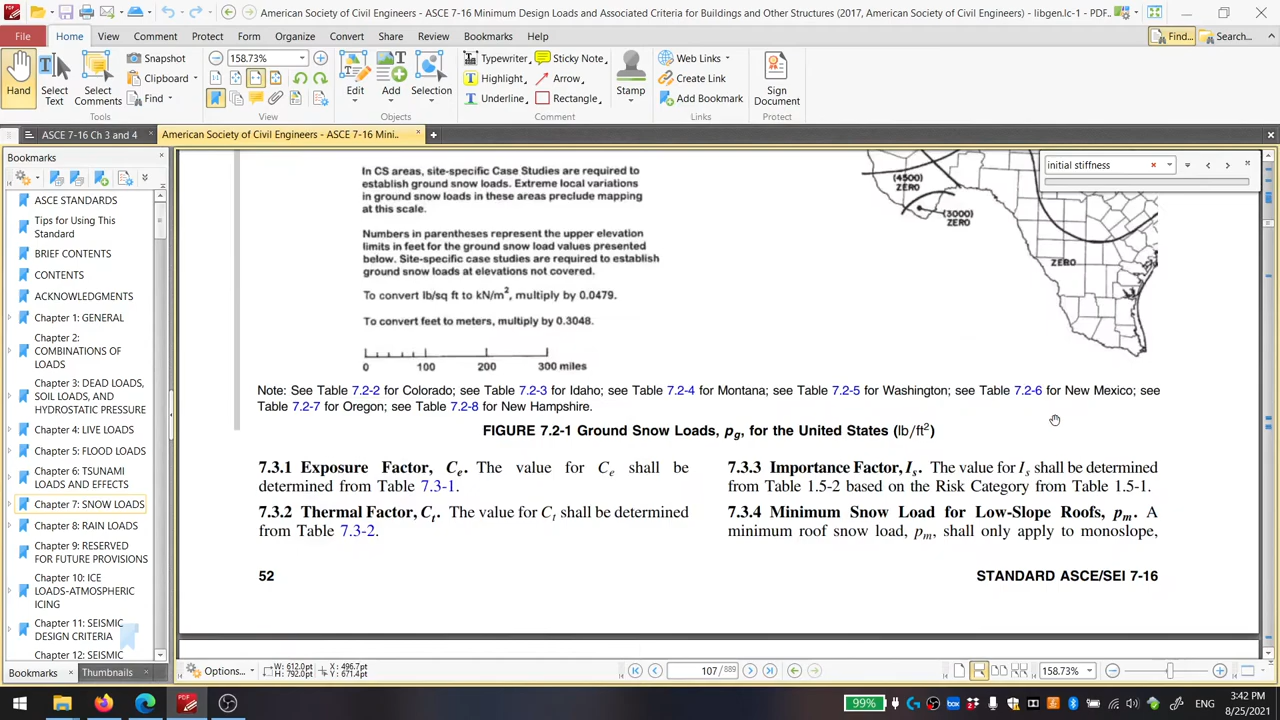 American Society of Civil Engineers - ASCE 7-16 Minimum Design Loads and Associated Criteria for Buildings and Other Structures (2017, American Society of Civil Engineers) - libgen.lc-1 - PDF..
File Home View Comment Protect Form Organize Convert Share Review Bookmarks Help
Find... Search...
Hand
Select Text
Select Comments
Snapshot
Clipboard
Find
Tools
158.73%
View
Edit
Add
Selection
Typewriter
Highlight
Underline
Sticky Note
Arrow
Rectangle
Comment
Stamp
Web Links
Create Link
Add Bookmark
Links
Sign Document
Protect
ASCE 7-16 Ch 3 and 4
American Society of Civil Engineers - ASCE 7-16 Mini..
Bookmarks
ASCE STANDARDS
Tips for Using This
Standard
BRIEF CONTENTS
CONTENTS
ACKNOWLEDGMENTS
Chapter 1: GENERAL
Chapter 2:
COMBINATIONS OF
LOADS
Chapter 3: DEAD LOADS,
SOIL LOADS, AND
HYDROSTATIC PRESSURE
Chapter 4: LIVE LOADS
Chapter 5: FLOOD LOADS
Chapter 6: TSUNAMI
LOADS AND EFFECTS
Chapter 7: SNOW LOADS
Chapter 8: RAIN LOADS
Chapter 9: RESERVED
FOR FUTURE PROVISIONS
Chapter 10: ICE
LOADS-ATMOSPHERIC
ICING
Chapter 11: SEISMIC
DESIGN CRITERIA
Chapter 12: SEISMIC
Bookmarks
Thumbnails
initial stiffness
In CS areas, site-specific Case Studies are required to
establish ground snow loads. Extreme local variations
in ground snow loads in these areas preclude mapping
at this scale.
Numbers in parentheses represent the upper elevation
limits in feet for the ground snow load values presented
below. Site-specific case studies are required to establish
ground snow loads at elevations not covered.
To convert lb/sq ft to kN/m², multiply by 0.0479.
To convert feet to meters, multiply by 0.3048.
0 100 200 300 miles
(4500)
ZERO
(3000)
ZERO
ZERO
Note: See Table 7.2-2 for Colorado; see Table 7.2-3 for Idaho; see Table 7.2-4 for Montana; see Table 7.2-5 for Washington; see Table 7.2-6 for New Mexico; see
Table 7.2-7 for Oregon; see Table 7.2-8 for New Hampshire.
FIGURE 7.2-1 Ground Snow Loads, pg, for the United States (lb/ft²)
7.3.1 Exposure Factor, Ce. The value for Ce shall be
determined from Table 7.3-1.
7.3.2 Thermal Factor, Ct. The value for Ct shall be determined
from Table 7.3-2.
7.3.3 Importance Factor, Is. The value for Is shall be determined
from Table 1.5-2 based on the Risk Category from Table 1.5-1.
7.3.4 Minimum Snow Load for Low-Slope Roofs, pm. A
minimum roof snow load, pm, shall only apply to monoslope,
52
STANDARD ASCE/SEI 7-16
Options...
W: 612.0pt
H: 792.0pt
X: 496.7pt
Y: 671.4pt
107 / 889
158.73%
99%
ENG
3:42 PM
8/25/2021